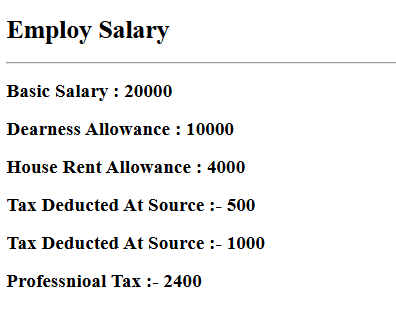 Employ Salary
Basic Salary : 20000
Dearness Allowance : 10000
House Rent Allowance : 4000
Tax Deducted At Source :- 500
Tax Deducted At Source :- 1000
Professnioal Tax :- 2400